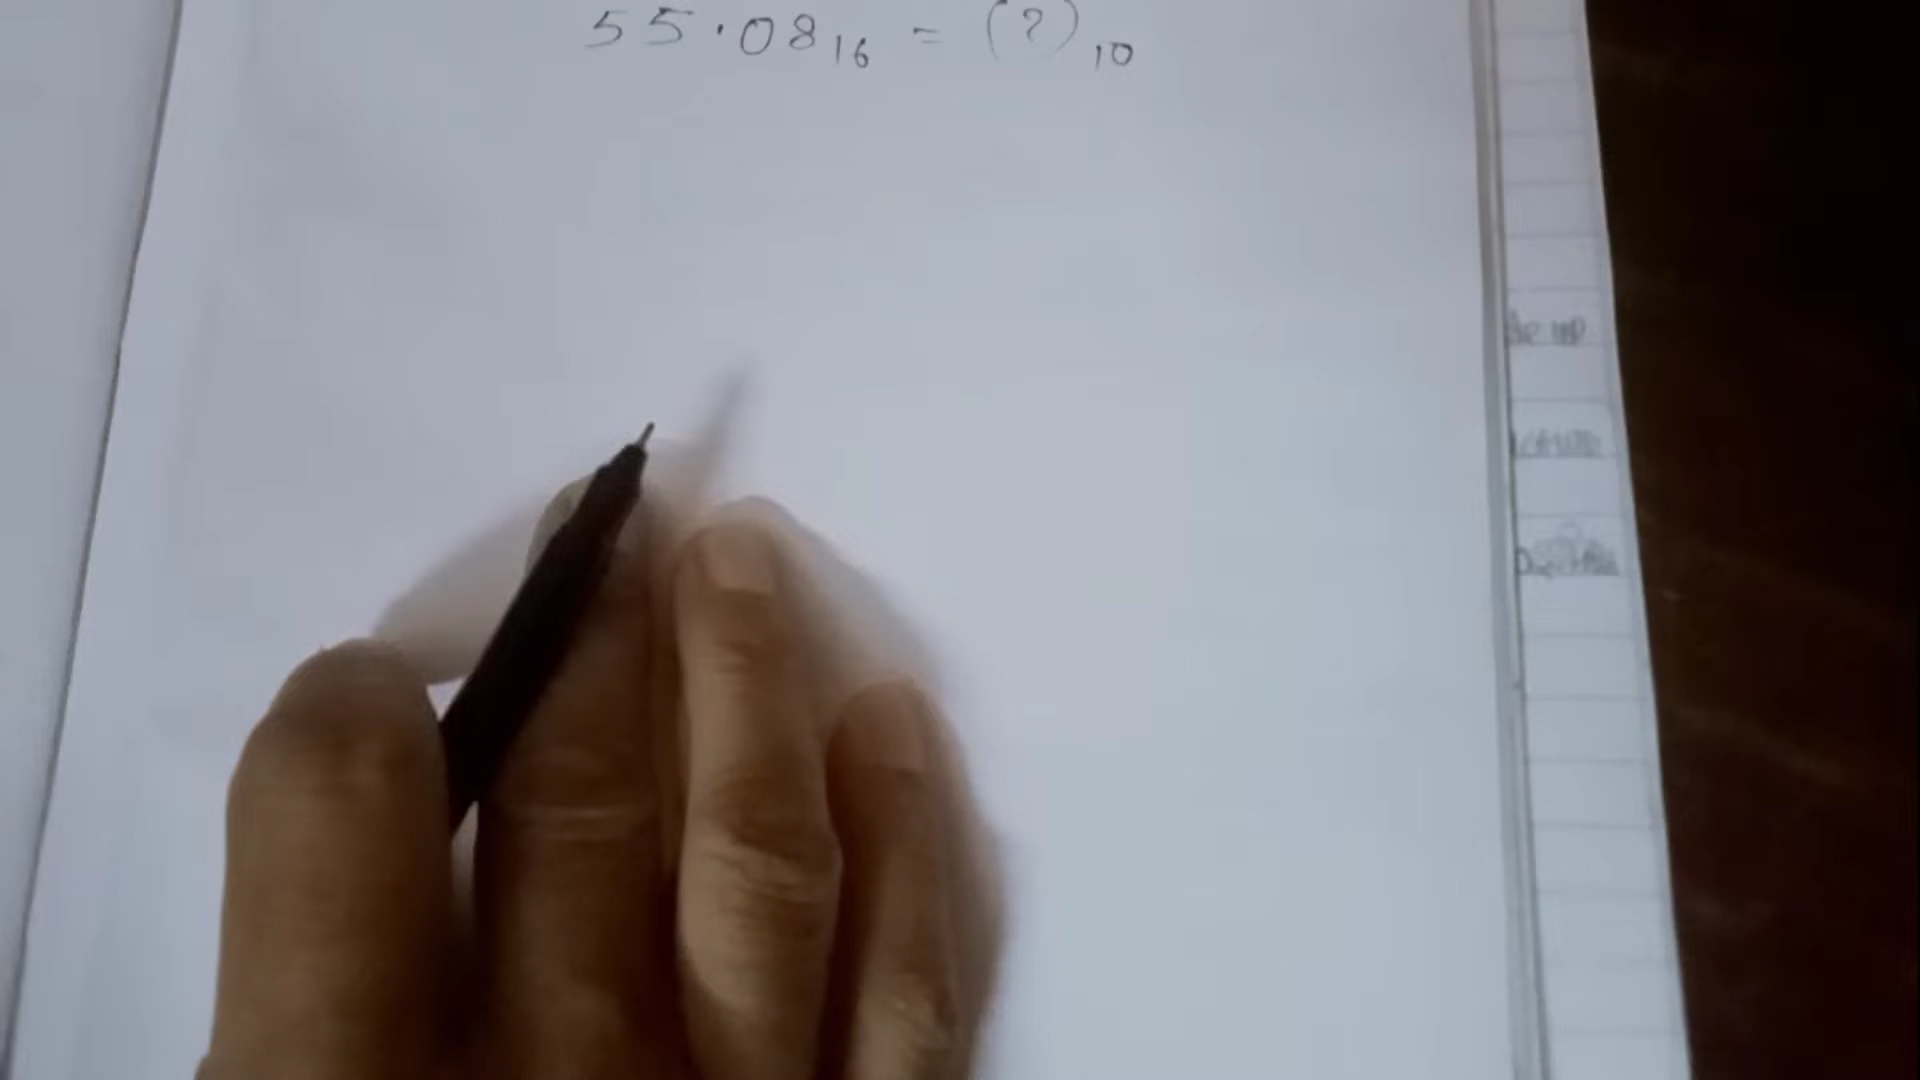 55.08₁₆ = (?)₁₀